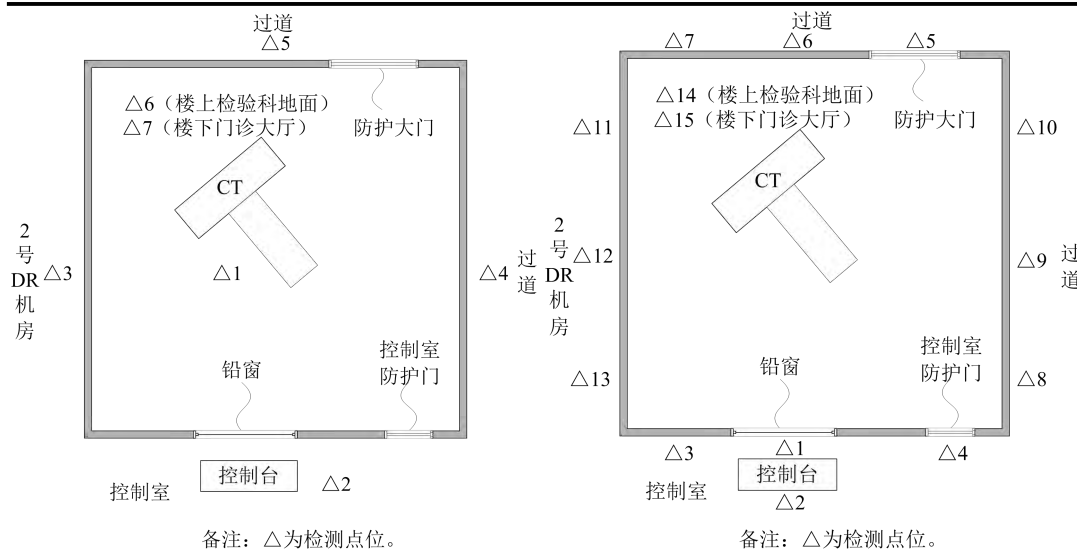 过道
△5
△6（楼上检验科地面）
△7（楼下门诊大厅）
防护大门
CT
2号DR机房
△3
△1
△4
过道
铅窗
控制室
防护门
控制台
△2
控制室
备注：△为检测点位。
过道
△7
△6
△5
△14（楼上检验科地面）
△15（楼下门诊大厅）
防护大门
△11
△10
CT
2号DR机房
△12
△9
过道
铅窗
控制室
防护门
△13
△8
△3
△1
△4
控制台
控制室
△2
备注：△为检测点位。